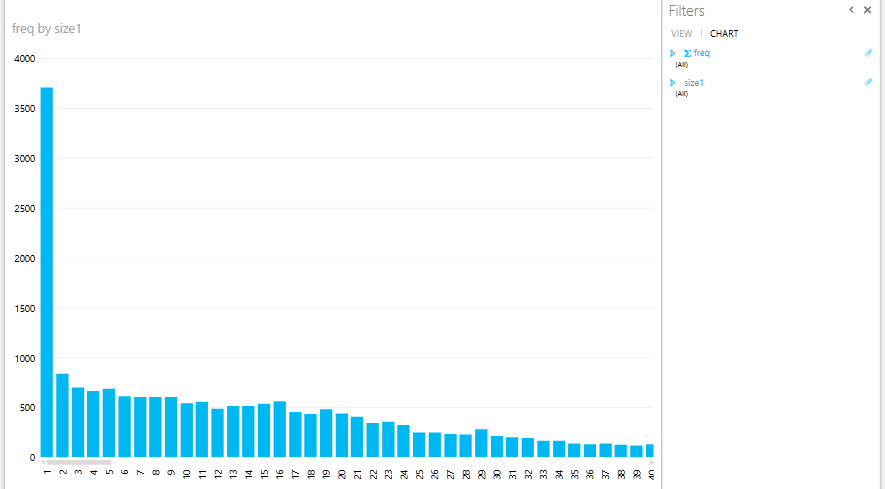 freq by size1
4000
3500
3000
2500
2000
1500
1000
500
0
1 2 3 4 5 6 7 8 9 10 11 12 13 14 15 16 17 18 19 20 21 22 23 24 25 26 27 28 29 30 31 32 33 34 35 36 37 38 39 40
Filters
VIEW | CHART
Σ freq
(All)
size1
(All)